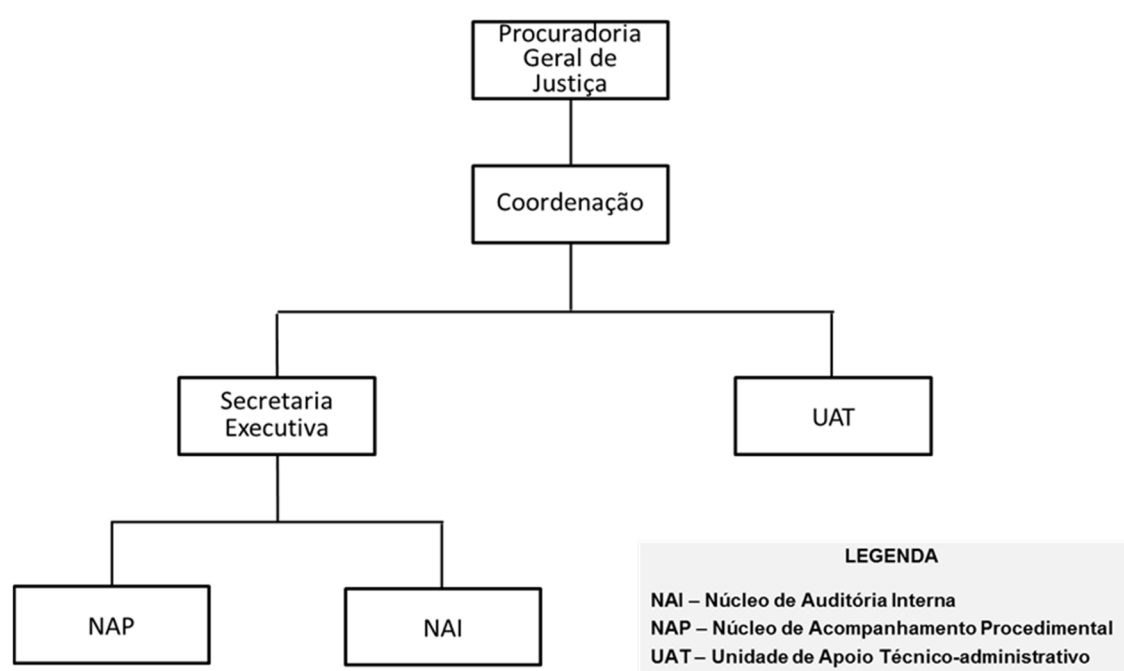 Procuradoria
Geral de
Justiça
Coordenação
Secretaria
Executiva
UAT
NAP
NAI
LEGENDA
NAI – Núcleo de Auditória Interna
NAP – Núcleo de Acompanhamento Procedimental
UAT – Unidade de Apoio Técnico-administrativo